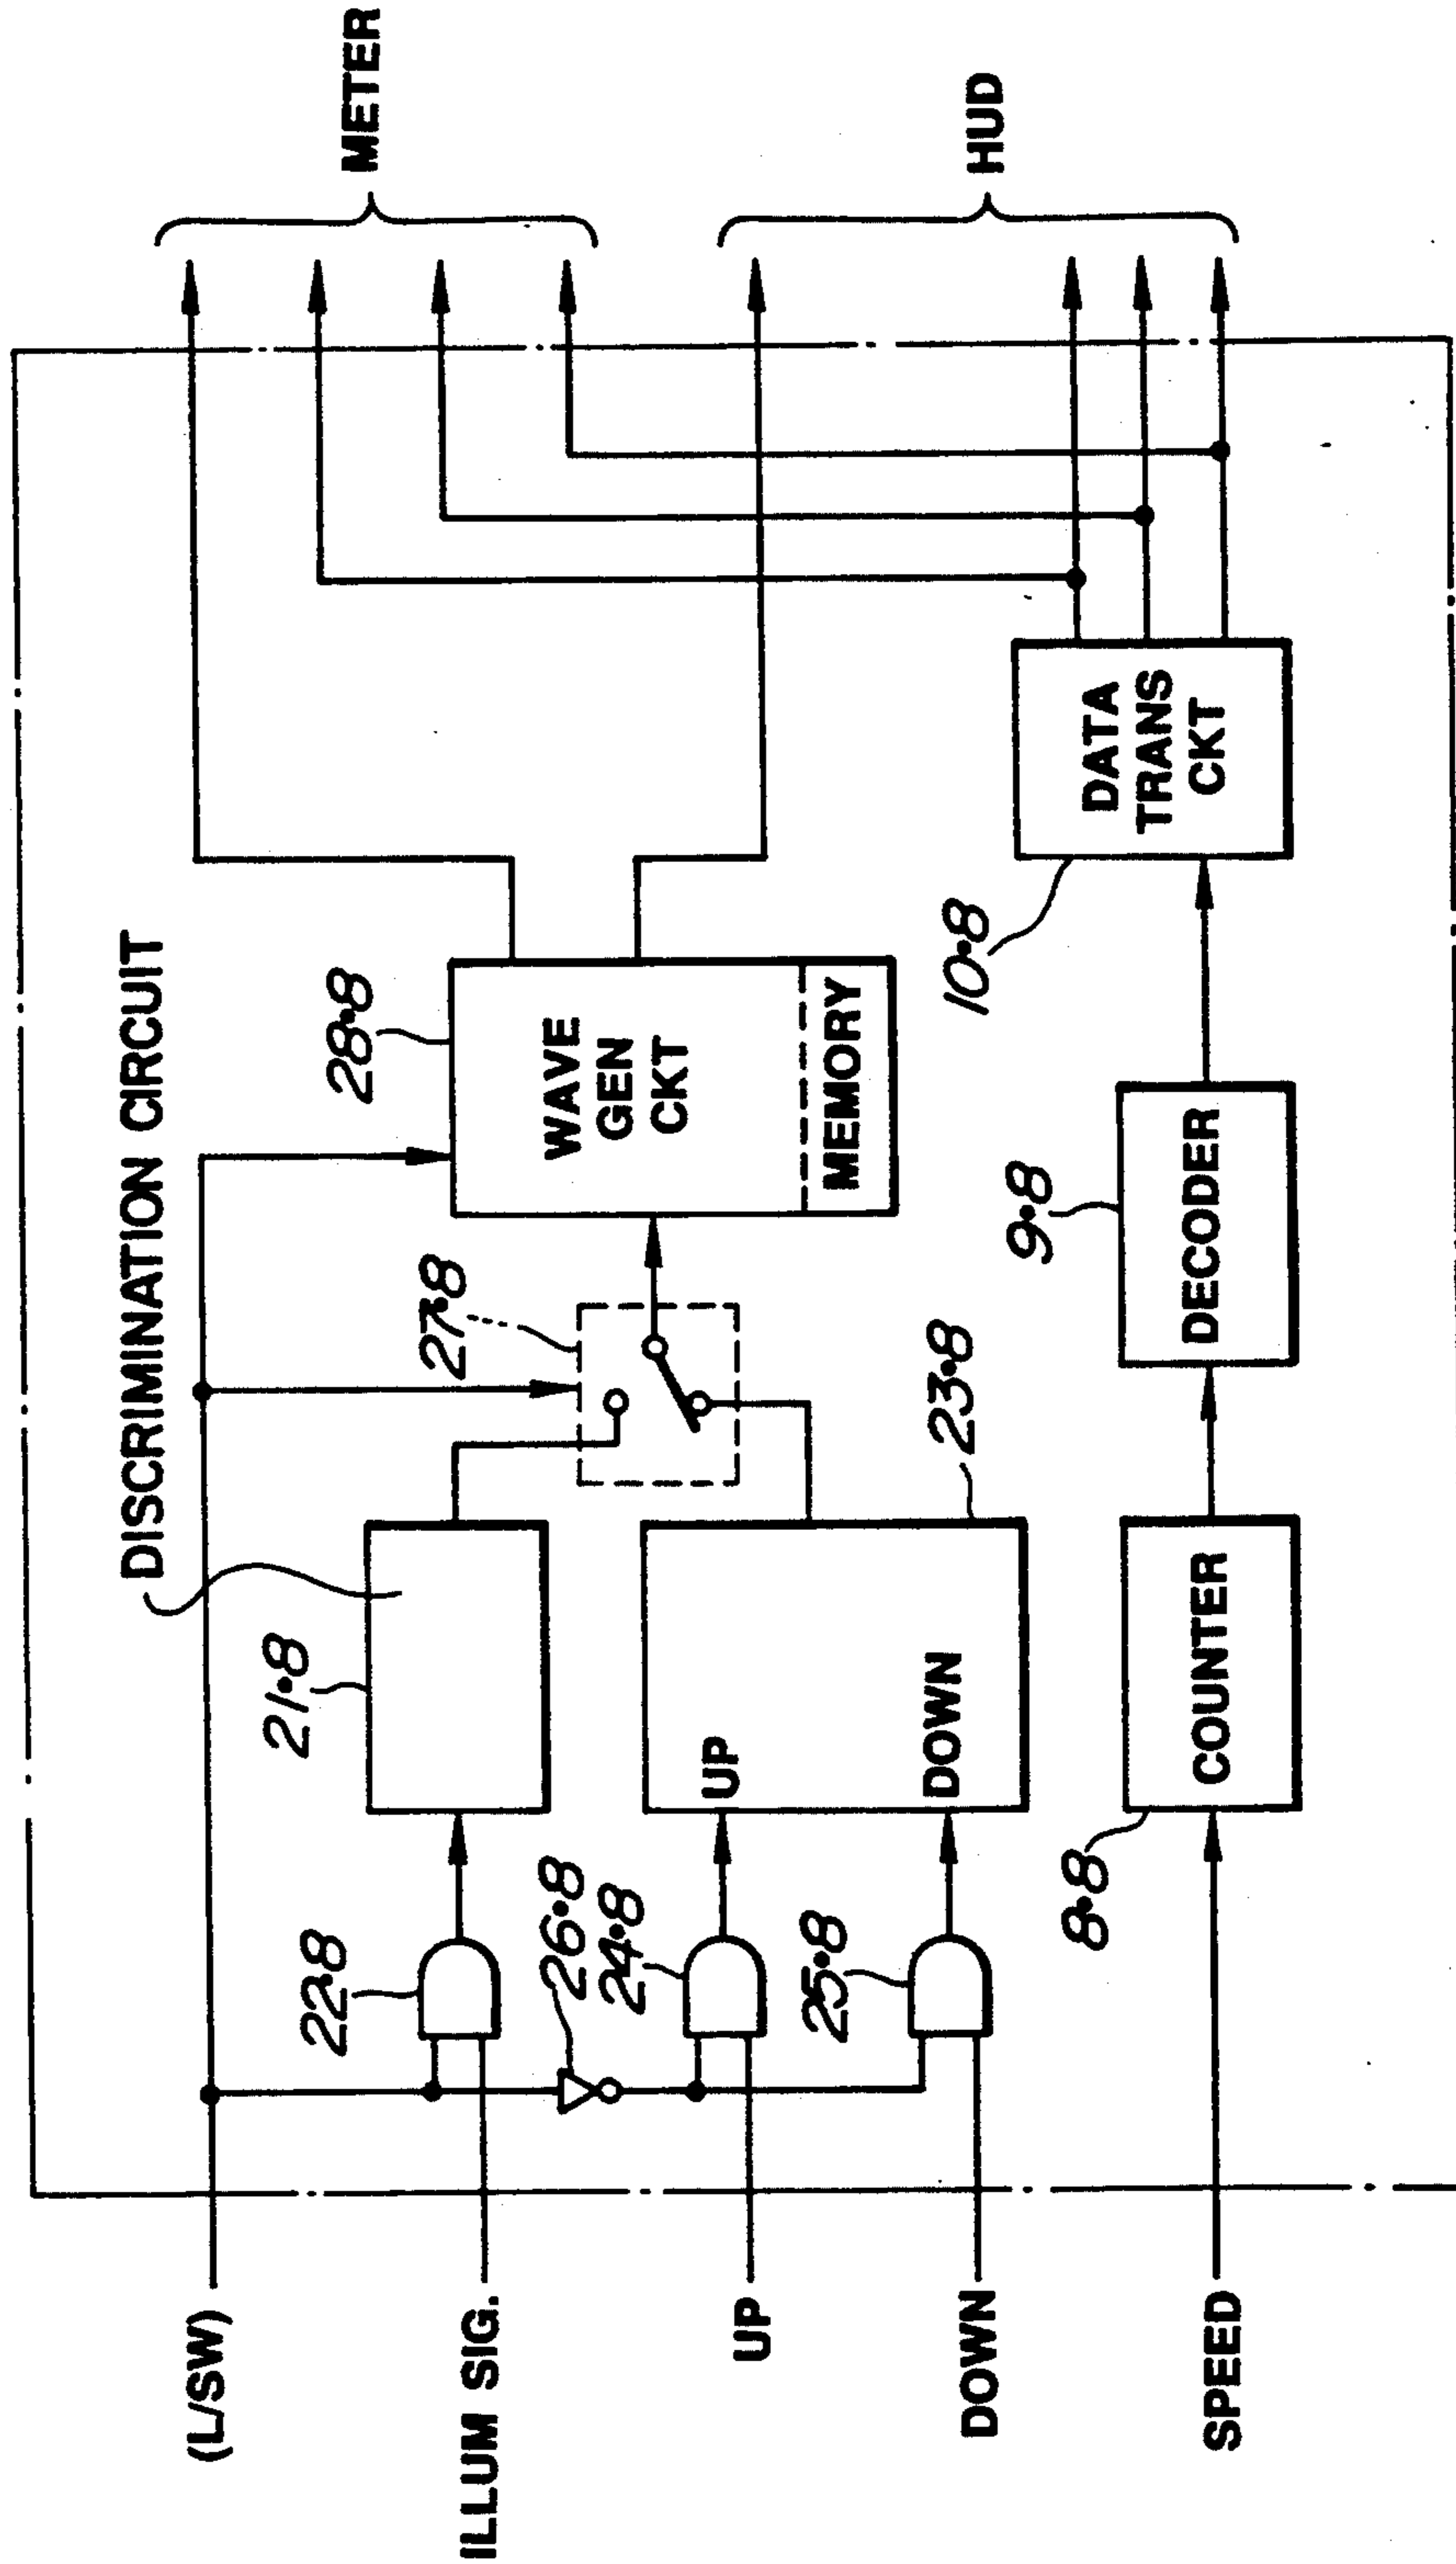 (L/SW)
ILLUM SIG.
UP
DOWN
SPEED
DISCRIMINATION CIRCUIT
22·8
26·8
24·8
25·8
8·8
21·8
UP
DOWN
23·8
COUNTER
27·8
28·8
WAVE
GEN
CKT
MEMORY
9·8
DECODER
10·8
DATA
TRANS
CKT
METER
HUD